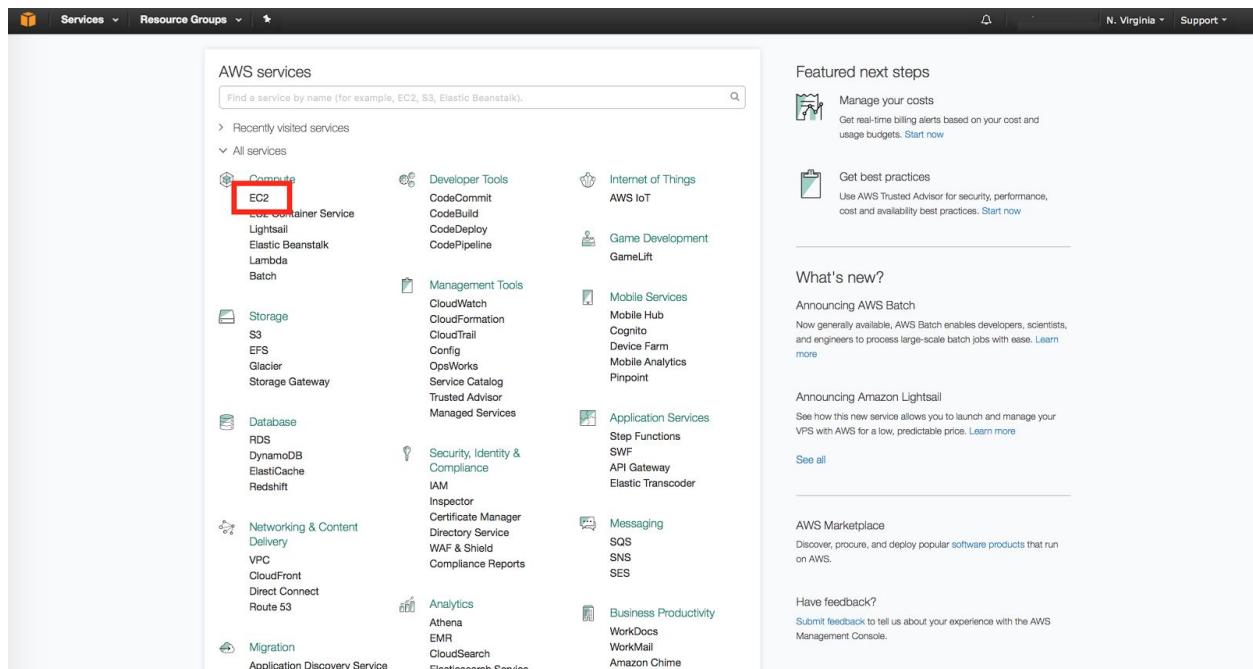 Services
Resource Groups
N. Virginia
Support
AWS services
Find a service by name (for example, EC2, S3, Elastic Beanstalk).
Recently visited services
All services
Compute
EC2
EC2 Container Service
Lightsail
Elastic Beanstalk
Lambda
Batch
Storage
S3
EFS
Glacier
Storage Gateway
Database
RDS
DynamoDB
ElastiCache
Redshift
Networking & Content
Delivery
VPC
CloudFront
Direct Connect
Route 53
Migration
Application Discovery Service
Developer Tools
CodeCommit
CodeBuild
CodeDeploy
CodePipeline
Management Tools
CloudWatch
CloudFormation
CloudTrail
Config
OpsWorks
Service Catalog
Trusted Advisor
Managed Services
Security, Identity &
Compliance
IAM
Inspector
Certificate Manager
Directory Service
WAF & Shield
Compliance Reports
Analytics
Athena
EMR
CloudSearch
Elasticsearch Service
Internet of Things
AWS IoT
Game Development
GameLift
Mobile Services
Mobile Hub
Cognito
Device Farm
Mobile Analytics
Pinpoint
Application Services
Step Functions
SWF
API Gateway
Elastic Transcoder
Messaging
SQS
SNS
SES
Business Productivity
WorkDocs
WorkMail
Amazon Chime
Featured next steps
Manage your costs
Get real-time billing alerts based on your cost and
usage budgets. Start now
Get best practices
Use AWS Trusted Advisor for security, performance,
cost and availability best practices. Start now
What's new?
Announcing AWS Batch
Now generally available, AWS Batch enables developers, scientists,
and engineers to process large-scale batch jobs with ease. Learn
more
Announcing Amazon Lightsail
See how this new service allows you to launch and manage your
VPS with AWS for a low, predictable price. Learn more
See all
AWS Marketplace
Discover, procure, and deploy popular software products that run
on AWS.
Have feedback?
Submit feedback to tell us about your experience with the AWS
Management Console.